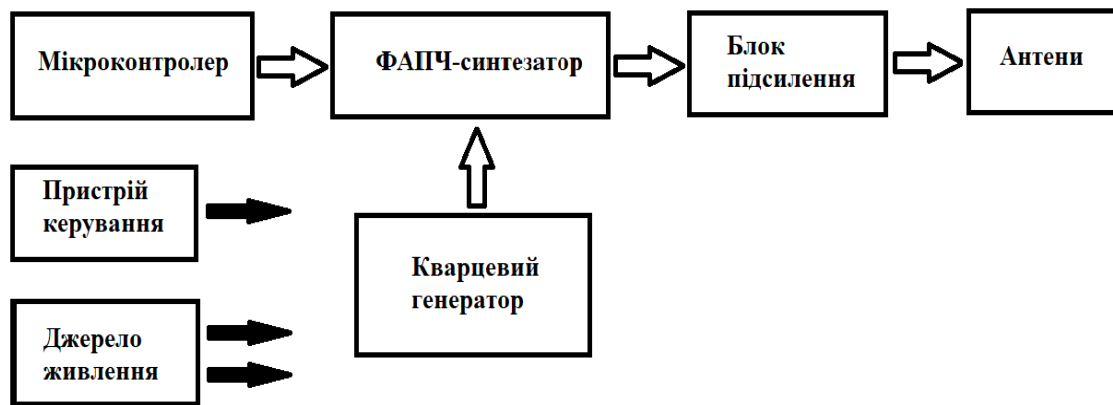 Мікроконтролер
ФАПЧ-синтезатор
Блок
підсилення
Антени
Пристрій
керування
Кварцевий
генератор
Джерело
живлення